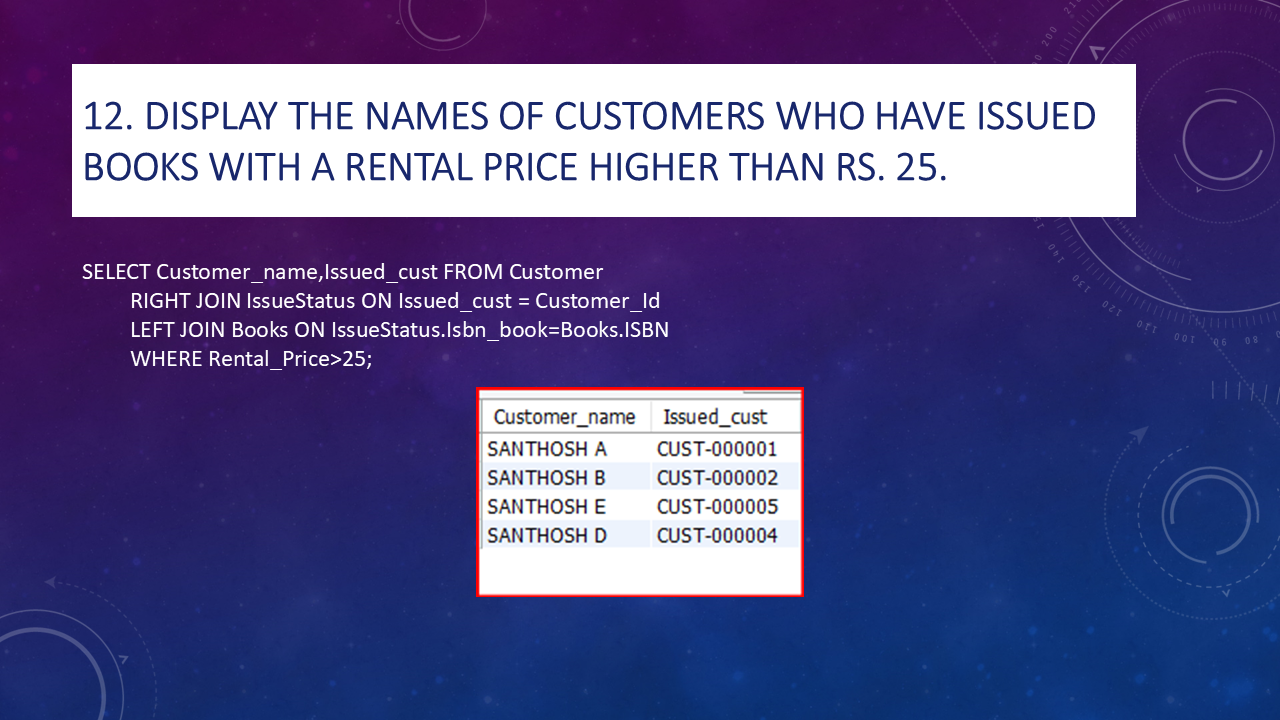 12. DISPLAY THE NAMES OF CUSTOMERS WHO HAVE ISSUED
BOOKS WITH A RENTAL PRICE HIGHER THAN RS. 25.
SELECT Customer_name,Issued_cust FROM Customer
RIGHT JOIN IssueStatus ON Issued_cust = Customer_Id
LEFT JOIN Books ON IssueStatus.Isbn_book=Books.ISBN
WHERE Rental_Price>25;
Customer_name Issued_cust
SANTHOSH A CUST-000001
SANTHOSH B CUST-000002
SANTHOSH E CUST-000005
SANTHOSH D CUST-000004